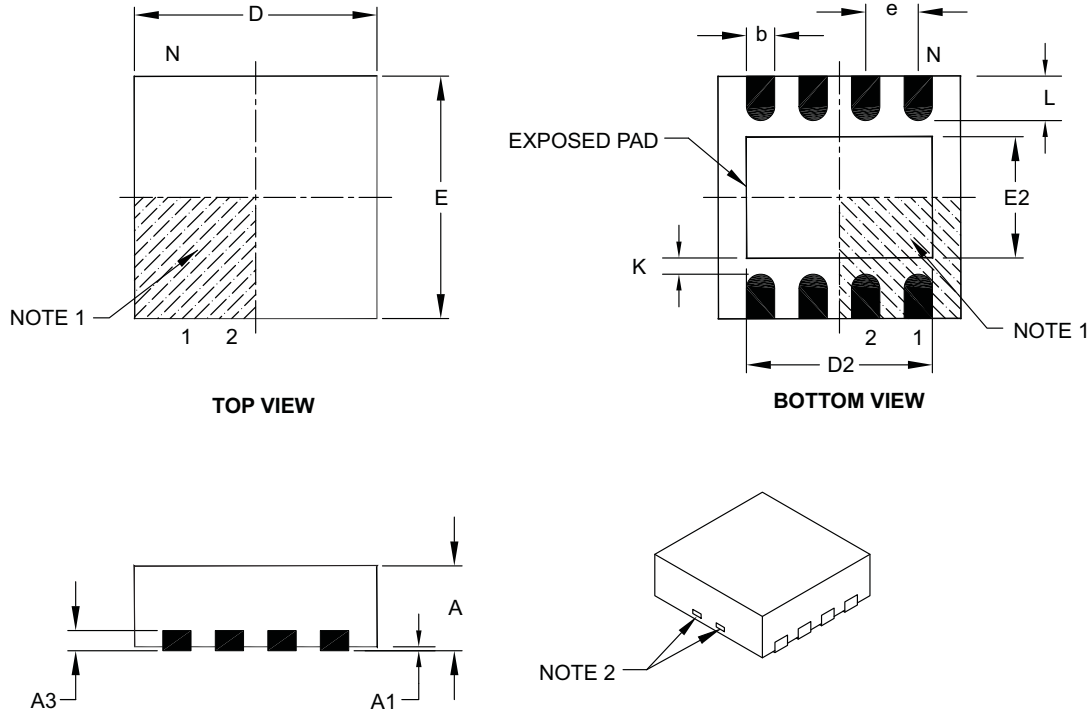 D
N
E
NOTE 1
1 2
TOP VIEW
e
b
N
L
EXPOSED PAD
E2
K
NOTE 1
2 1
D2
BOTTOM VIEW
A
A3
A1
NOTE 2